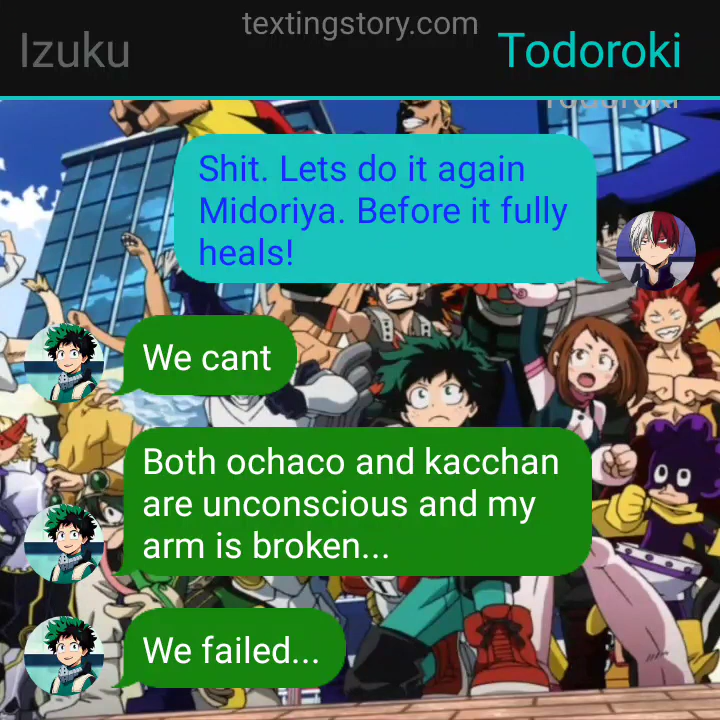 textingstory.com
Izuku
Todoroki
Shit. Lets do it again
Midoriya. Before it fully
heals!
We cant
Both ochaco and kacchan
are unconscious and my
arm is broken...
We failed...